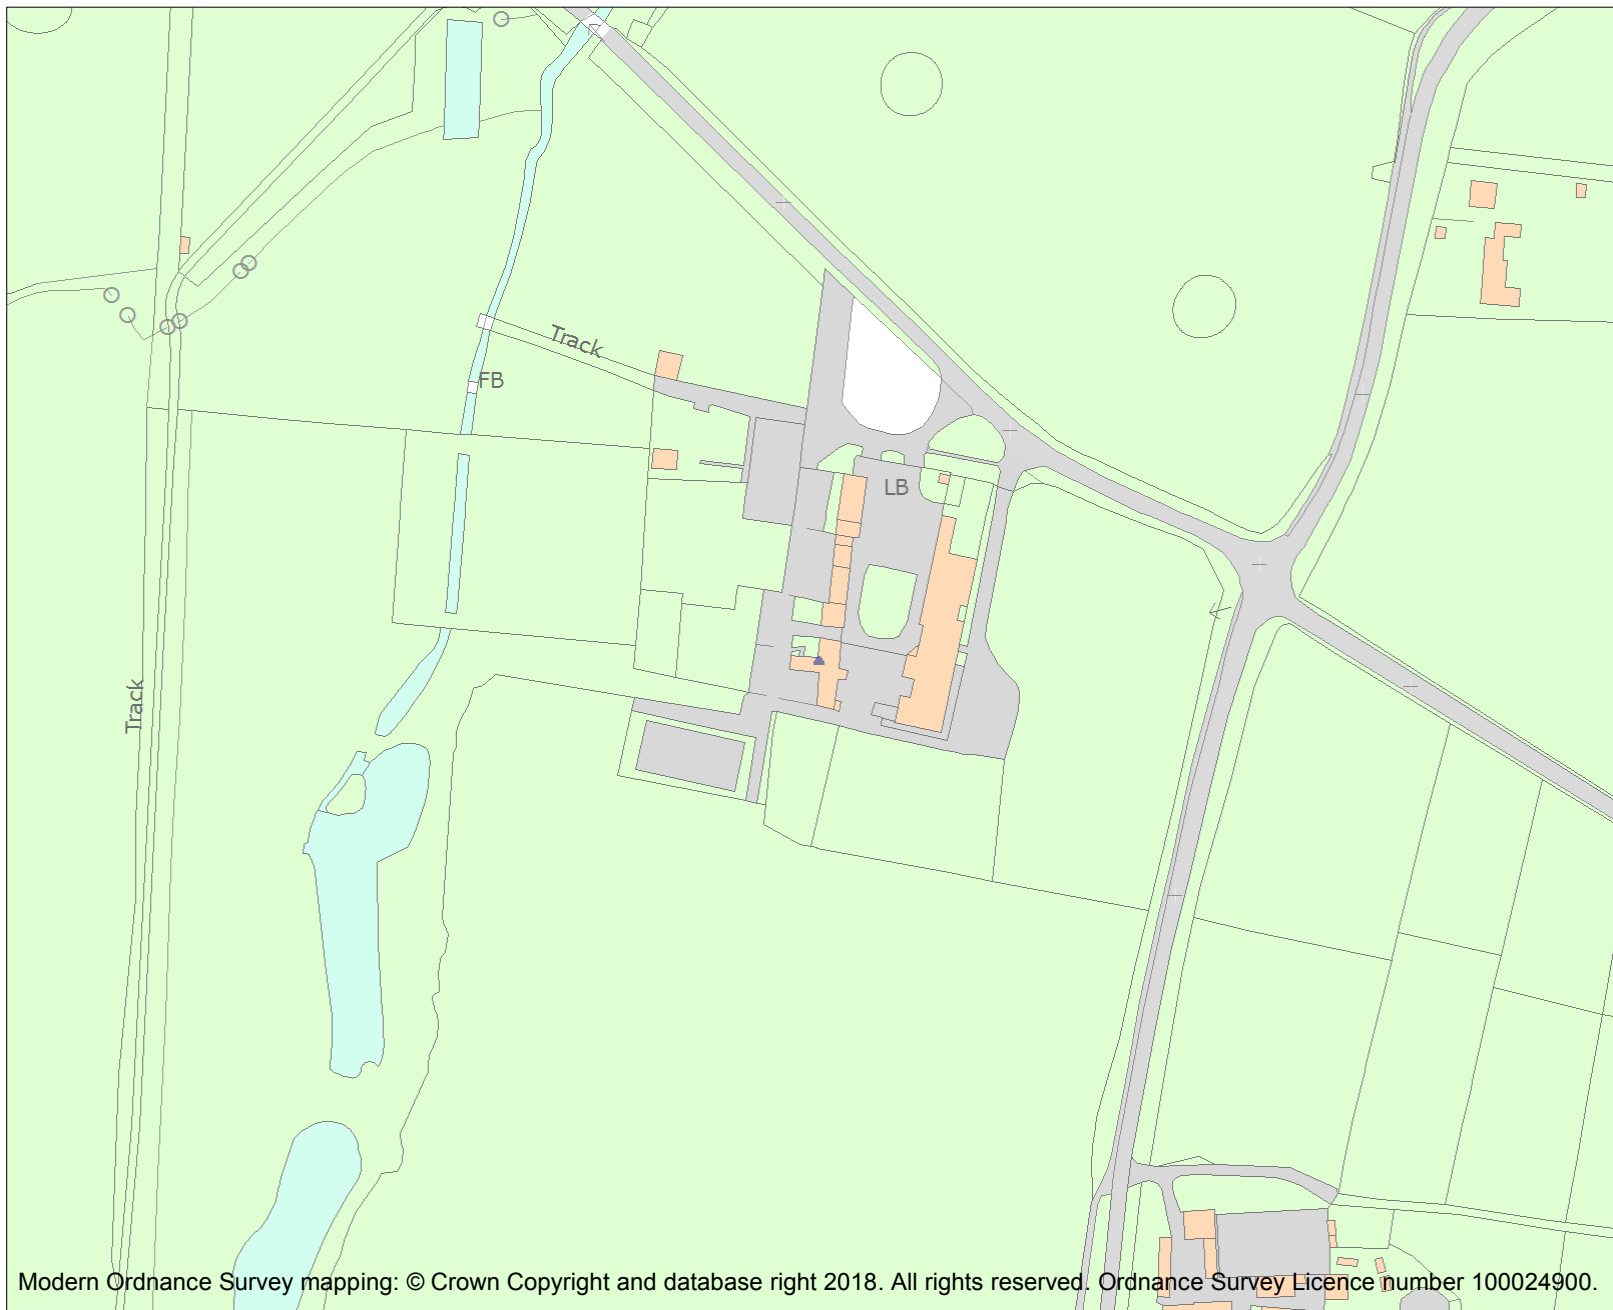 Track
FB
LB
Track
Modern Ordnance Survey mapping: © Crown Copyright and database right 2018. All rights reserved. Ordnance Survey Licence number 100024900.